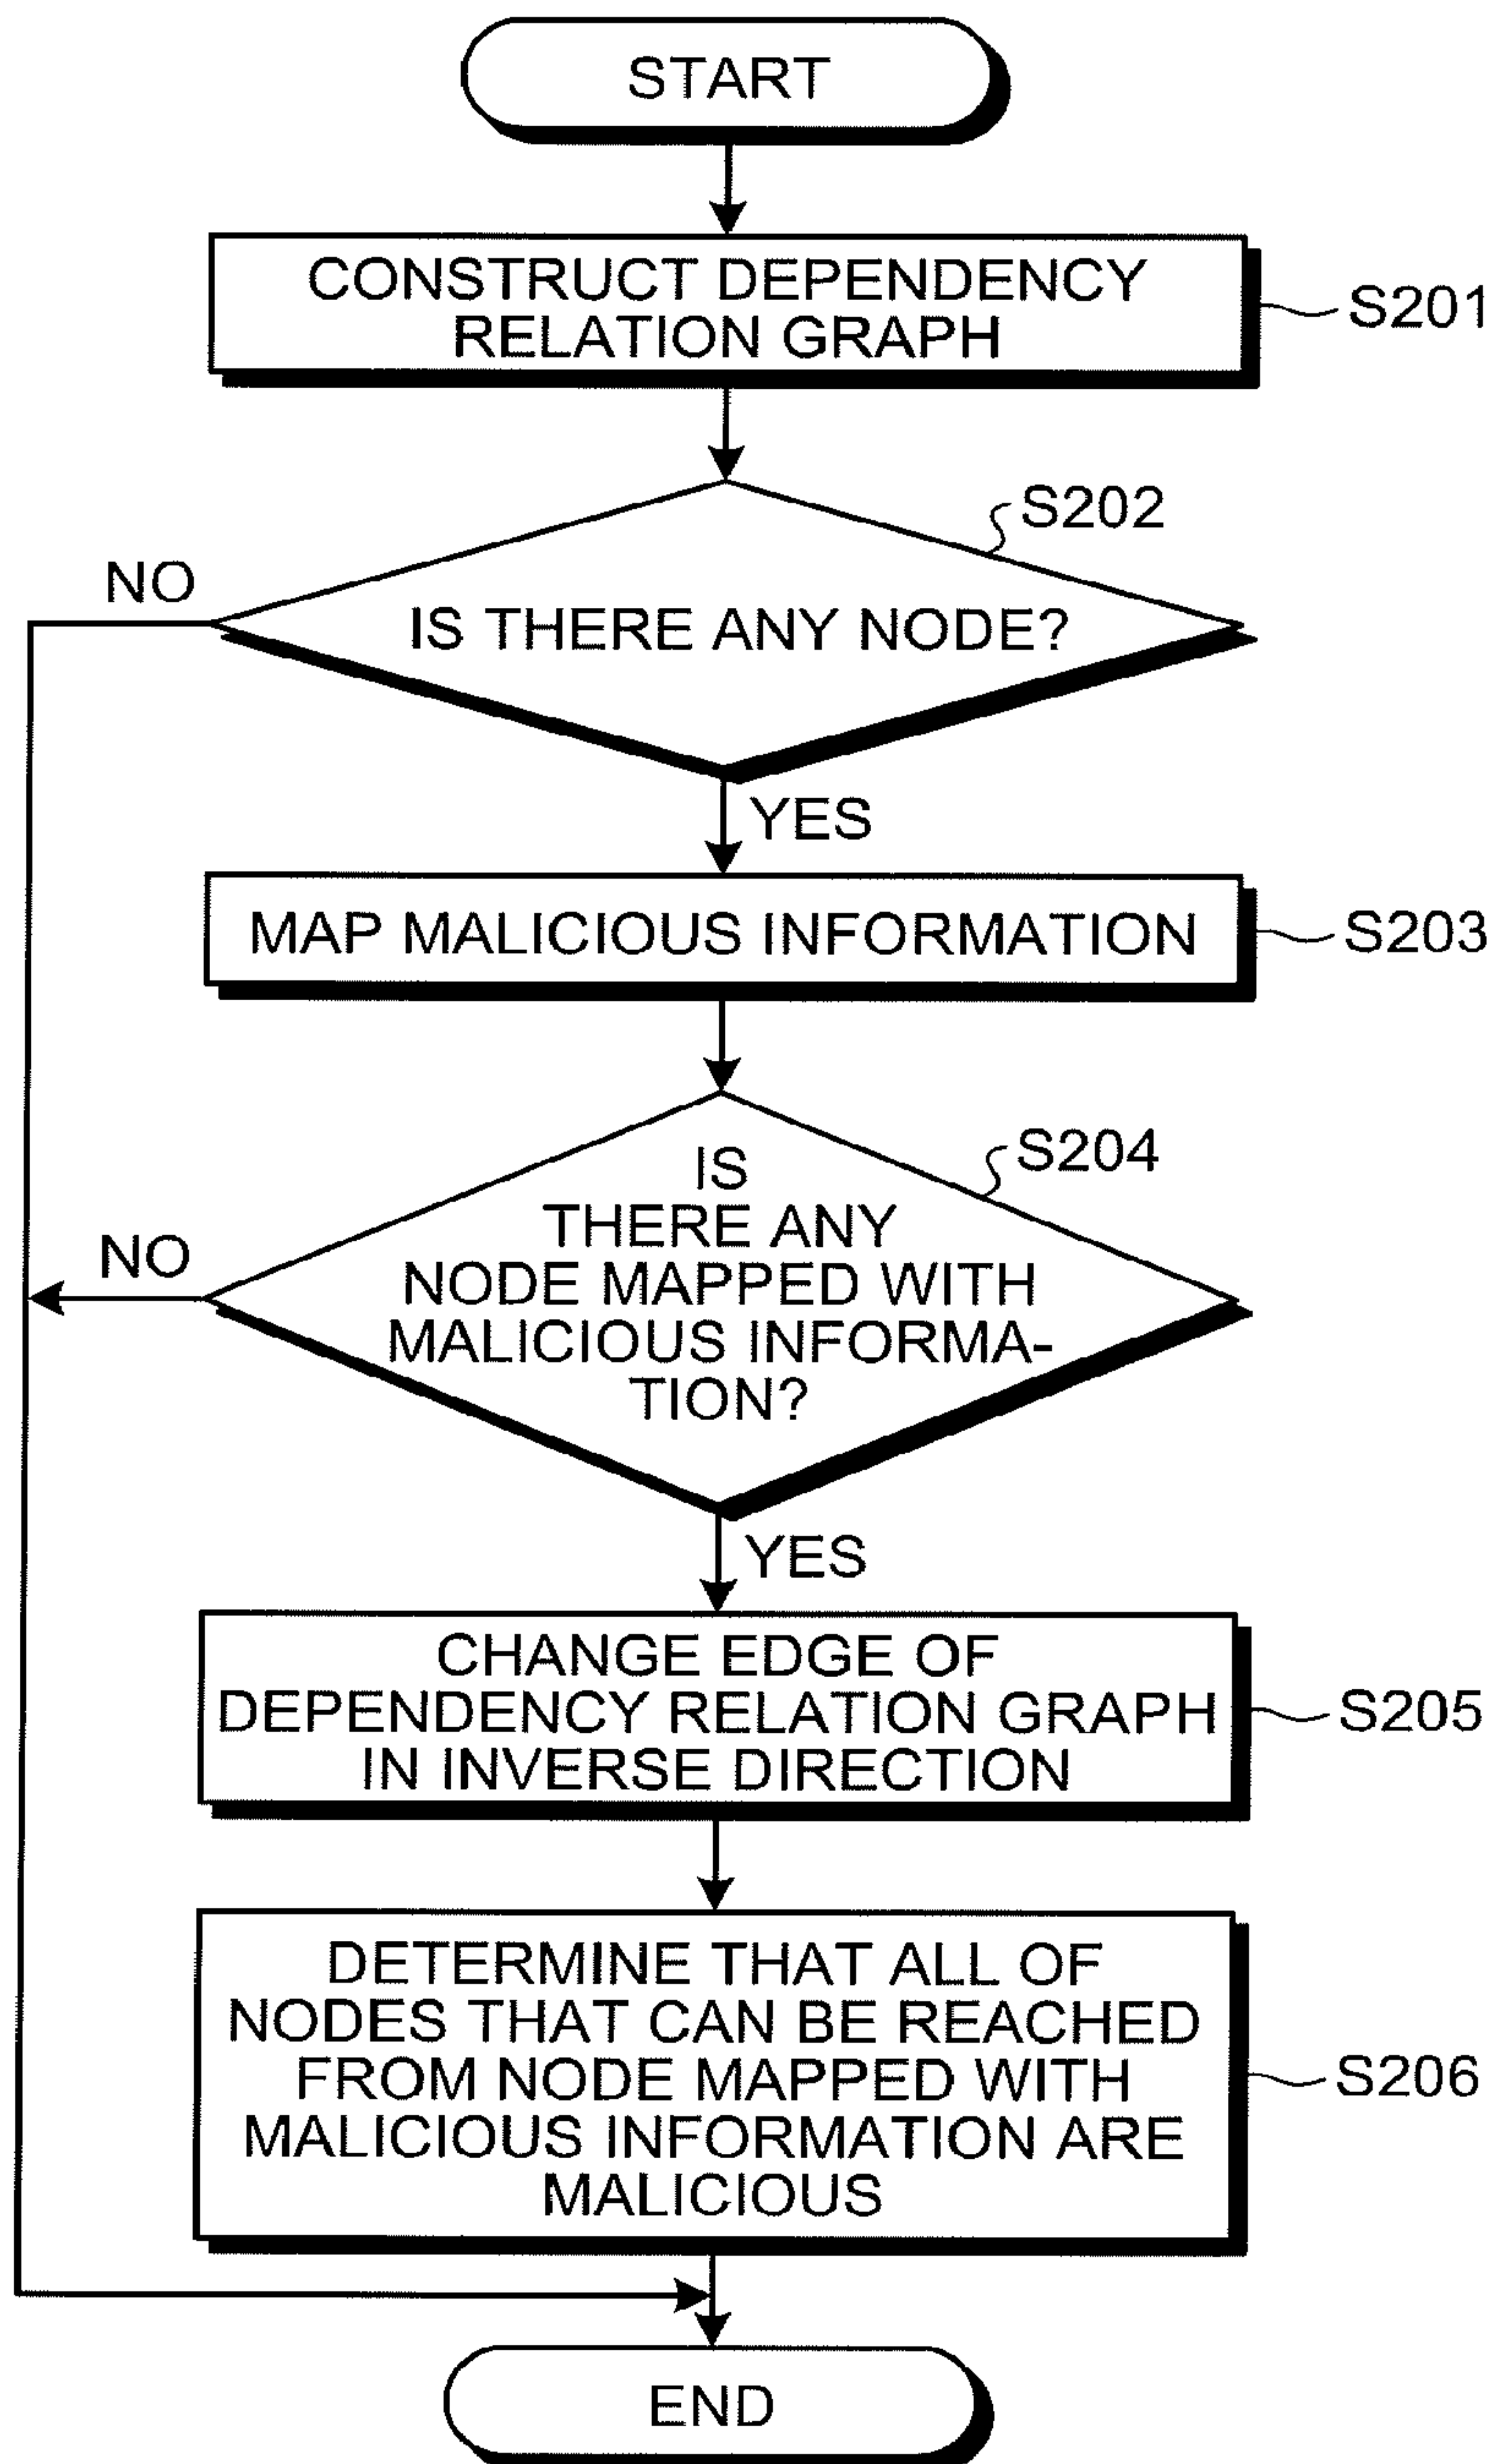 START
CONSTRUCT DEPENDENCY
RELATION GRAPH
S201
S202
NO
IS THERE ANY NODE?
YES
MAP MALICIOUS INFORMATION
S203
S204
IS
THERE ANY
NO
NODE MAPPED WITH
MALICIOUS INFORMA-
TION?
YES
CHANGE EDGE OF
DEPENDENCY RELATION GRAPH
IN INVERSE DIRECTION
S205
DETERMINE THAT ALL OF
NODES THAT CAN BE REACHED
FROM NODE MAPPED WITH
MALICIOUS INFORMATION ARE
MALICIOUS
S206
END